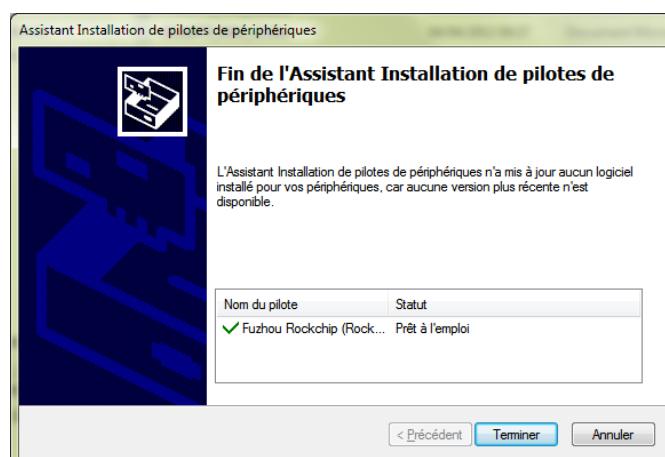 Assistant Installation de pilotes de périphériques
Fin de l'Assistant Installation de pilotes de
périphériques
L'Assistant Installation de pilotes de périphériques n'a mis à jour aucun logiciel
installé pour vos périphériques, car aucune version plus récente n'est
disponible.
Nom du pilote Statut
Fuzhou Rockchip (Rock... Prêt à l'emploi
< Précédent Terminer Annuler